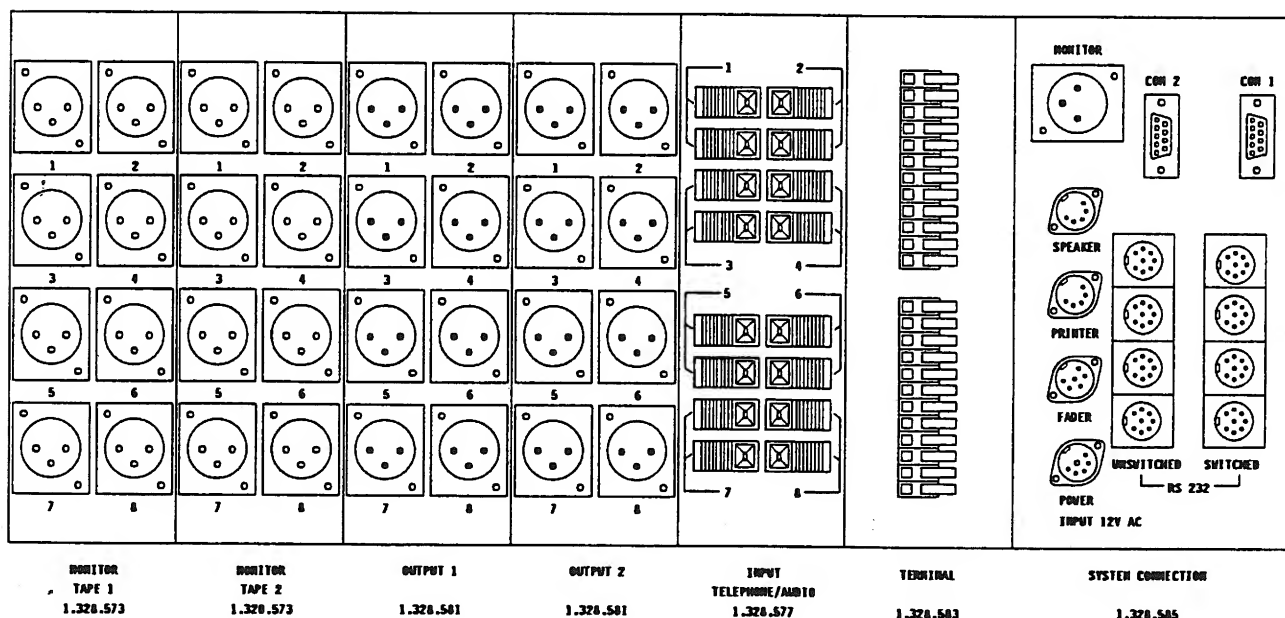 MONITOR
COM 2
COM 1
1 2
1 2 1 2 1 2 1 2
SPEAKER
3 4
3 4 3 4 3 4 3 4
5 6
PRINTER
5 6 5 6 5 6 5 6
FADER
UNSWITCHED SWITCHED
RS 232
7 8
POWER
7 8 7 8 7 8 7 8
INPUT 12V AC
MONITOR
TAPE 1
1.328.573
MONITOR
TAPE 2
1.328.573
OUTPUT 1
1.328.581
OUTPUT 2
1.328.581
INPUT
TELEPHONE/AUDIO
1.328.577
TERMINAL
1.328.583
SYSTEM CONNECTION
1.328.585